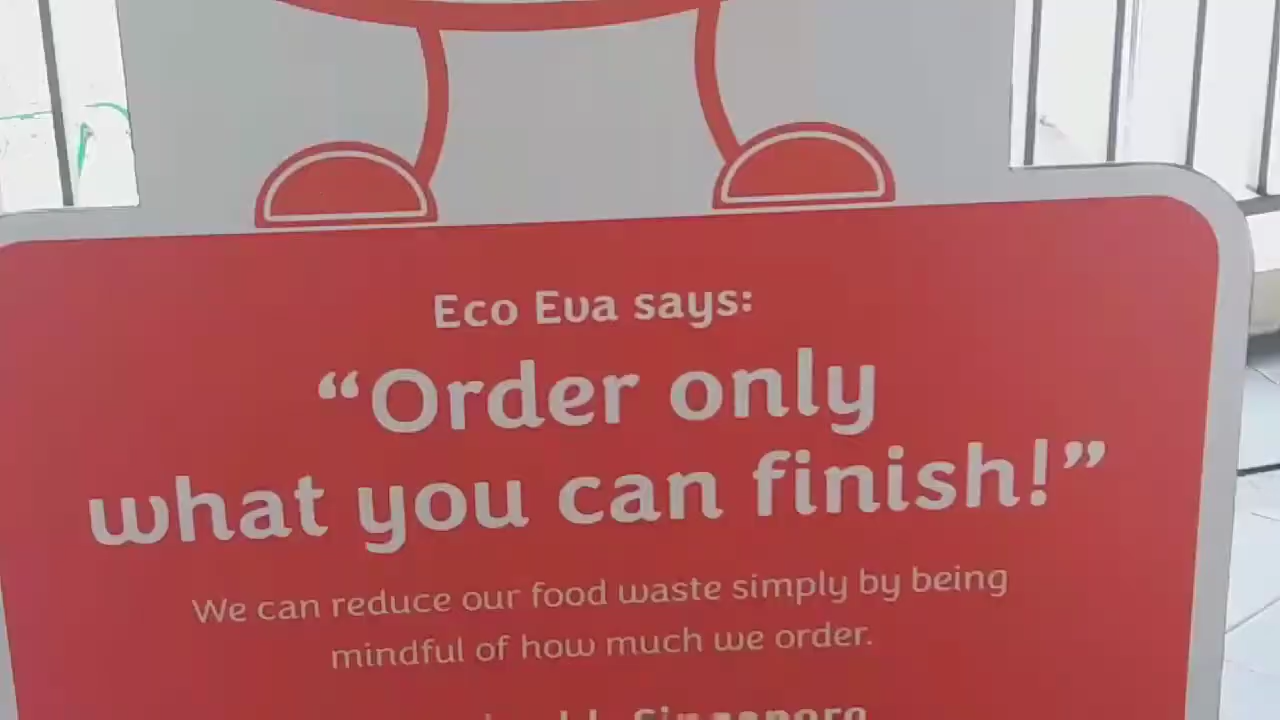 Eco Eva says:
“Order only
what you can finish!”
We can reduce our food waste simply by being
mindful of how much we order.
Singapore